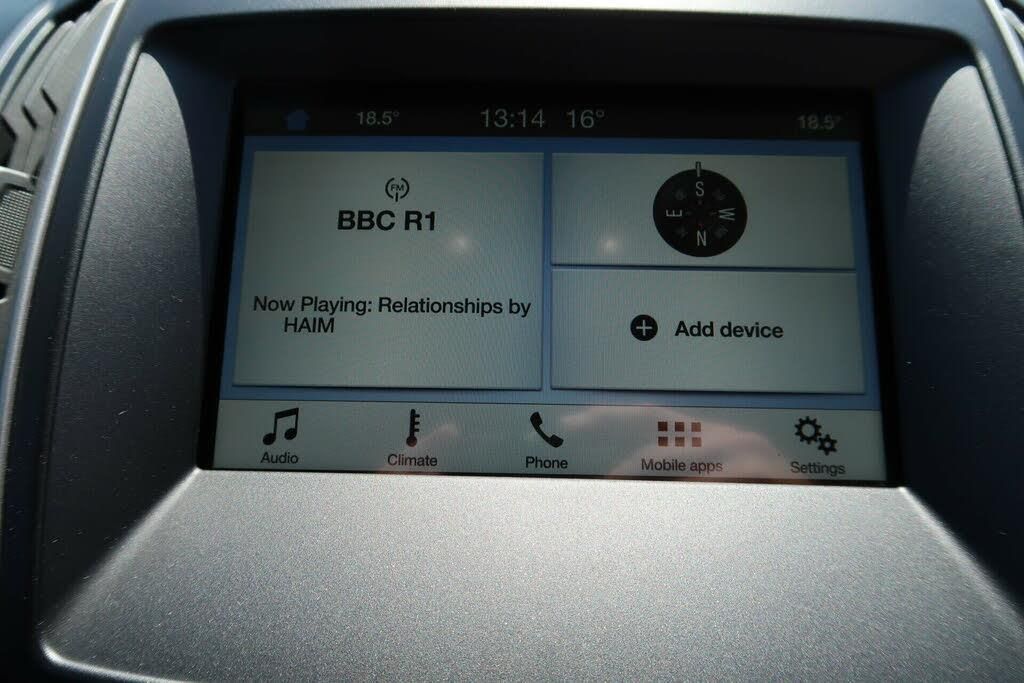 18.5° 13:14 16° 18.5°
FM
BBC R1
Now Playing: Relationships by
HAIM
S
E W
N
Add device
Audio Climate Phone Mobile apps Settings